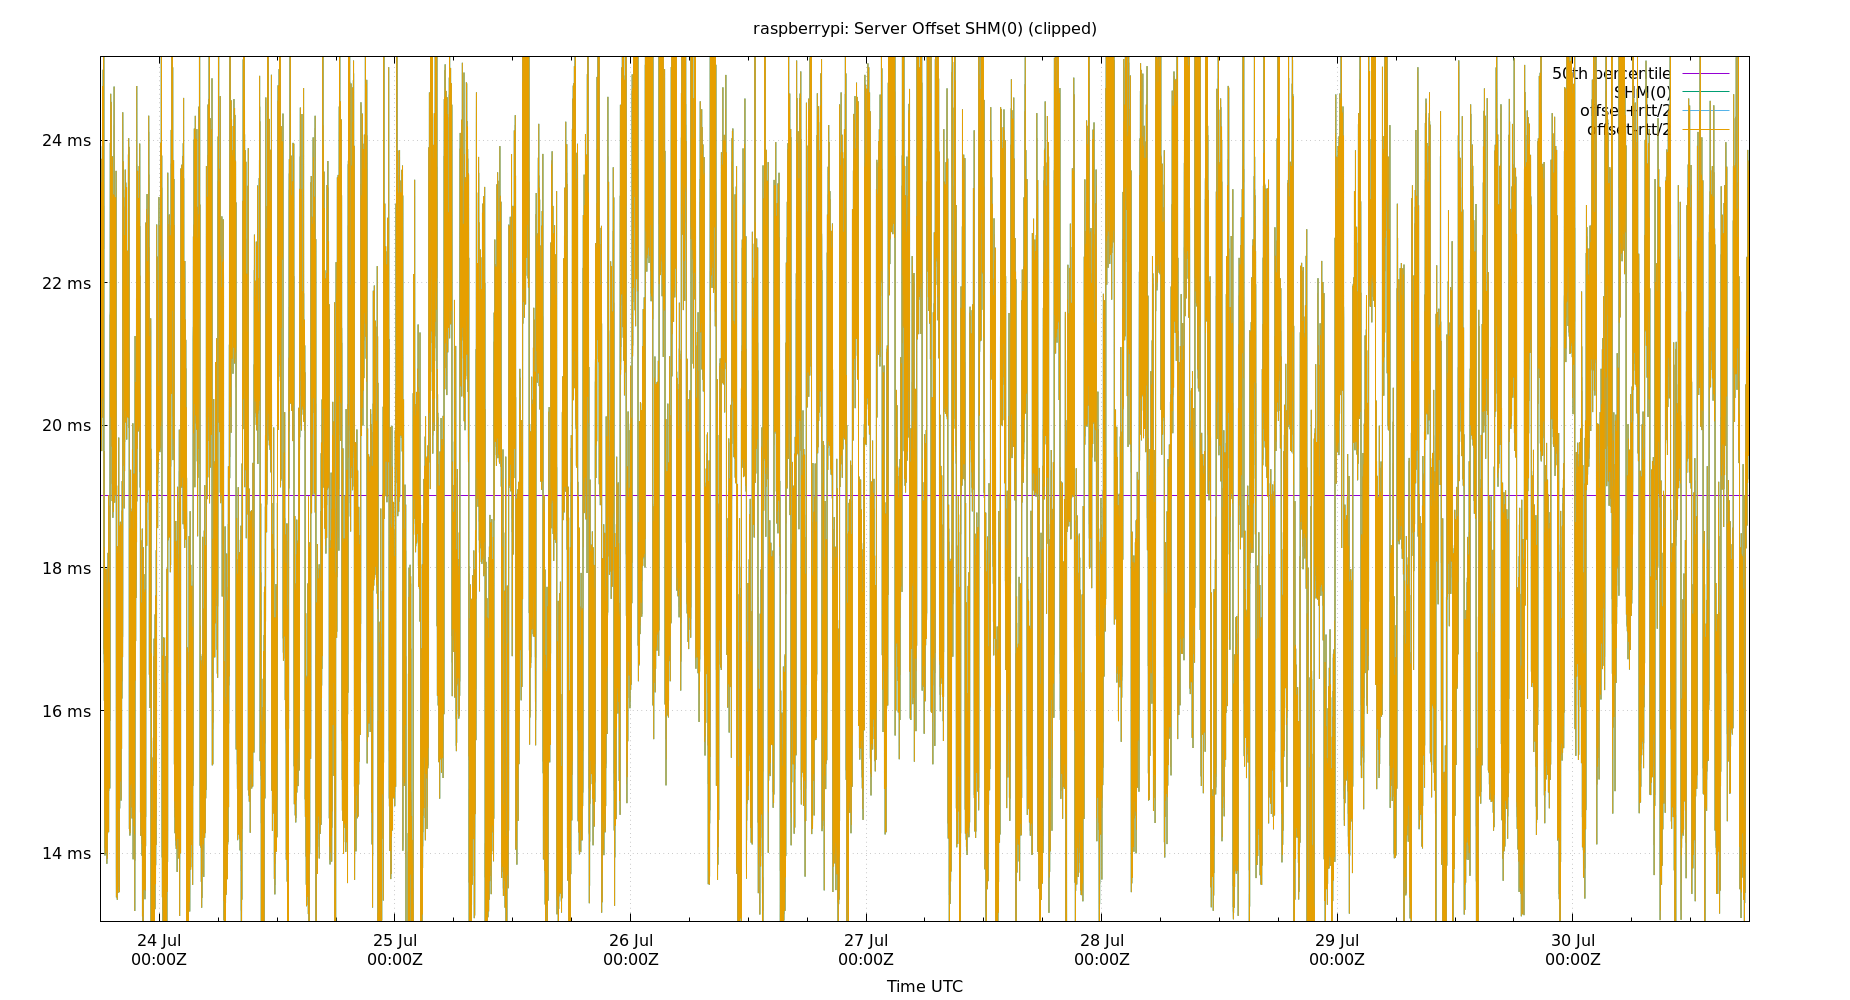 raspberrypi: Server Offset SHM(0) (clipped)
50th percentile
SHM(0)
offset+rtt/2
offset-rtt/2
24 ms
22 ms
20 ms
18 ms
16 ms
14 ms
24 Jul 25 Jul 26 Jul 27 Jul 28 Jul 29 Jul 30 Jul
00:00Z 00:00Z 00:00Z 00:00Z 00:00Z 00:00Z 00:00Z
Time UTC